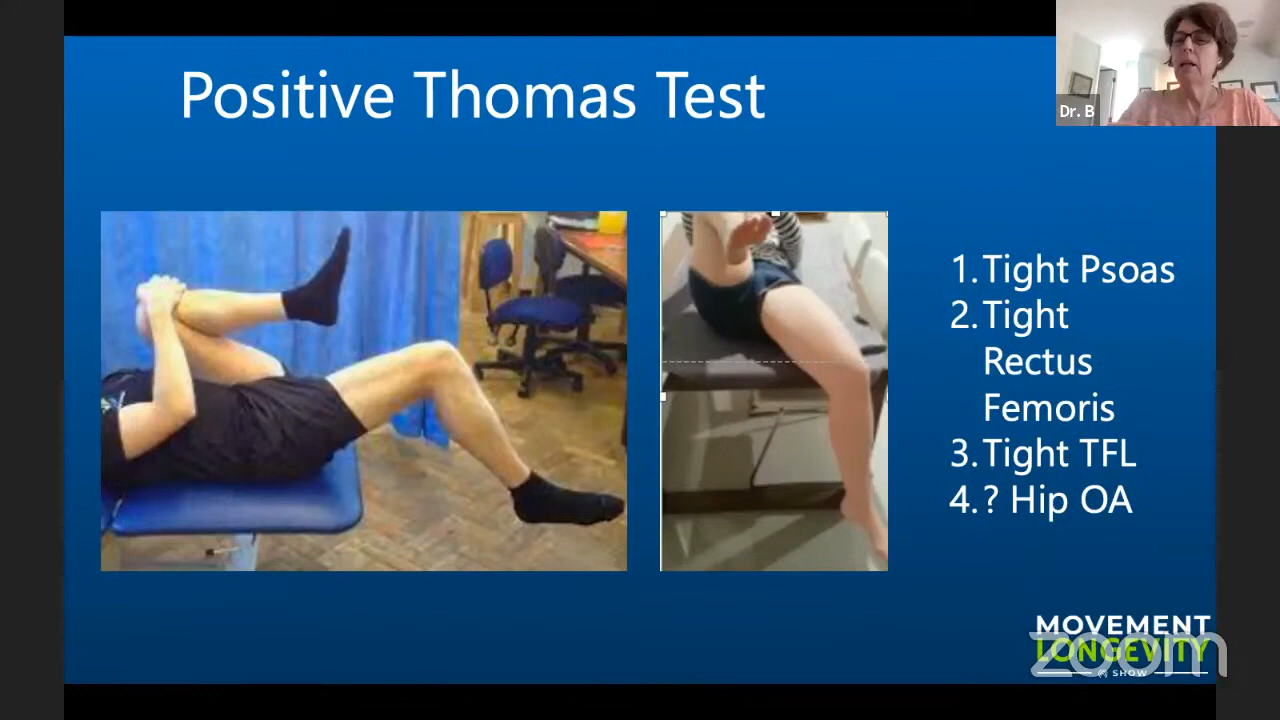 Positive Thomas Test
Dr. B
1. Tight Psoas
2. Tight
Rectus
Femoris
3. Tight TFL
4. ? Hip OA
MOVEMENT
LONGEVITY
zoom
SHOW